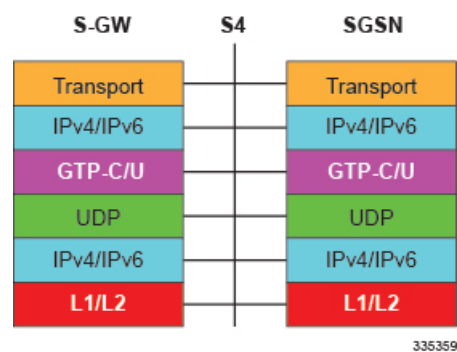 S-GW S4 SGSN
Transport Transport
IPv4/IPv6 IPv4/IPv6
GTP-C/U GTP-C/U
UDP UDP
IPv4/IPv6 IPv4/IPv6
L1/L2 L1/L2
335359